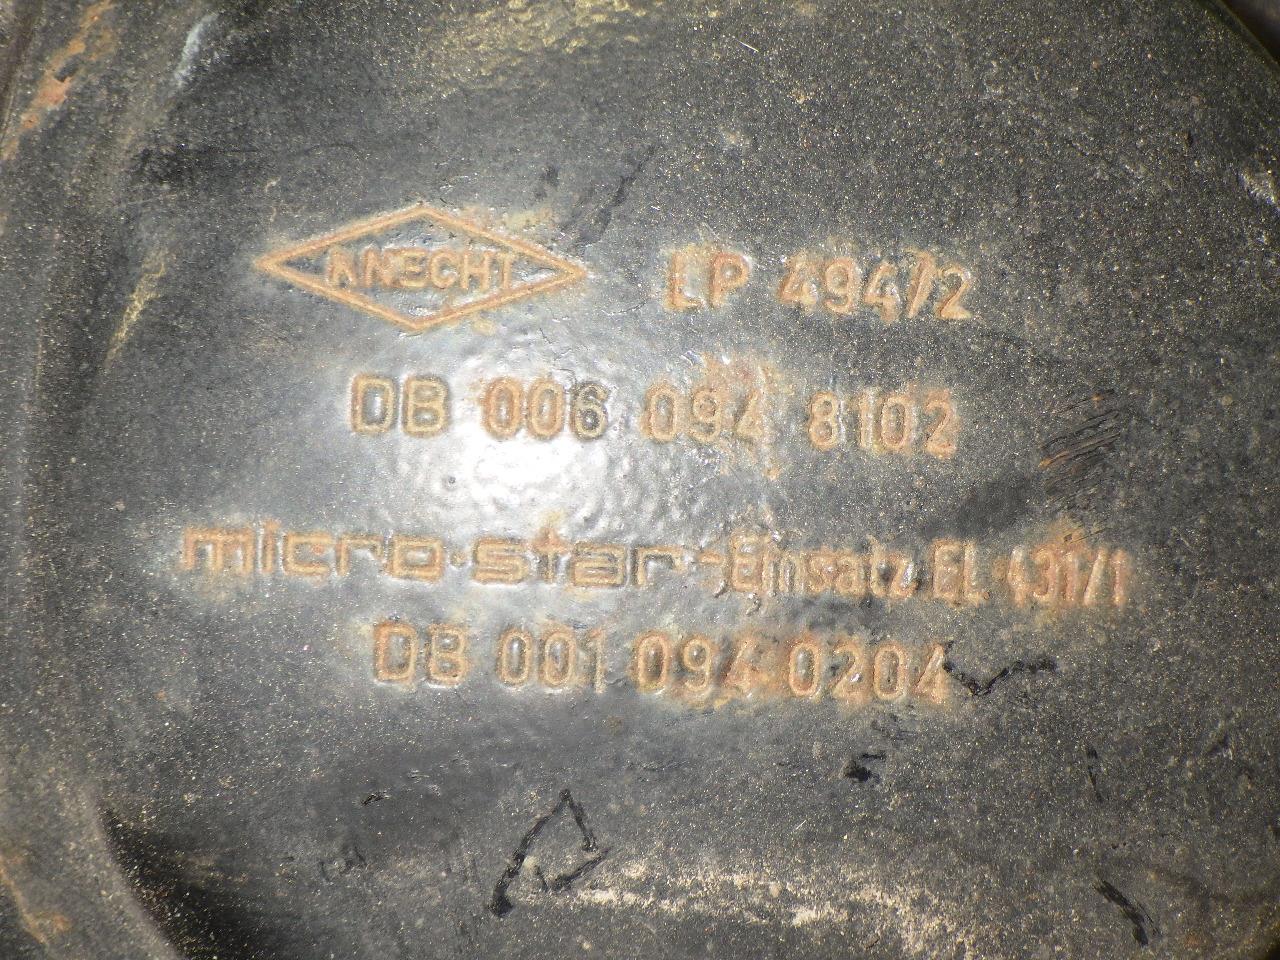 KNECHT LP 494/2
DB 006 094 8102
micro-star-Einsatz EL 431/1
DB 001 094 0204